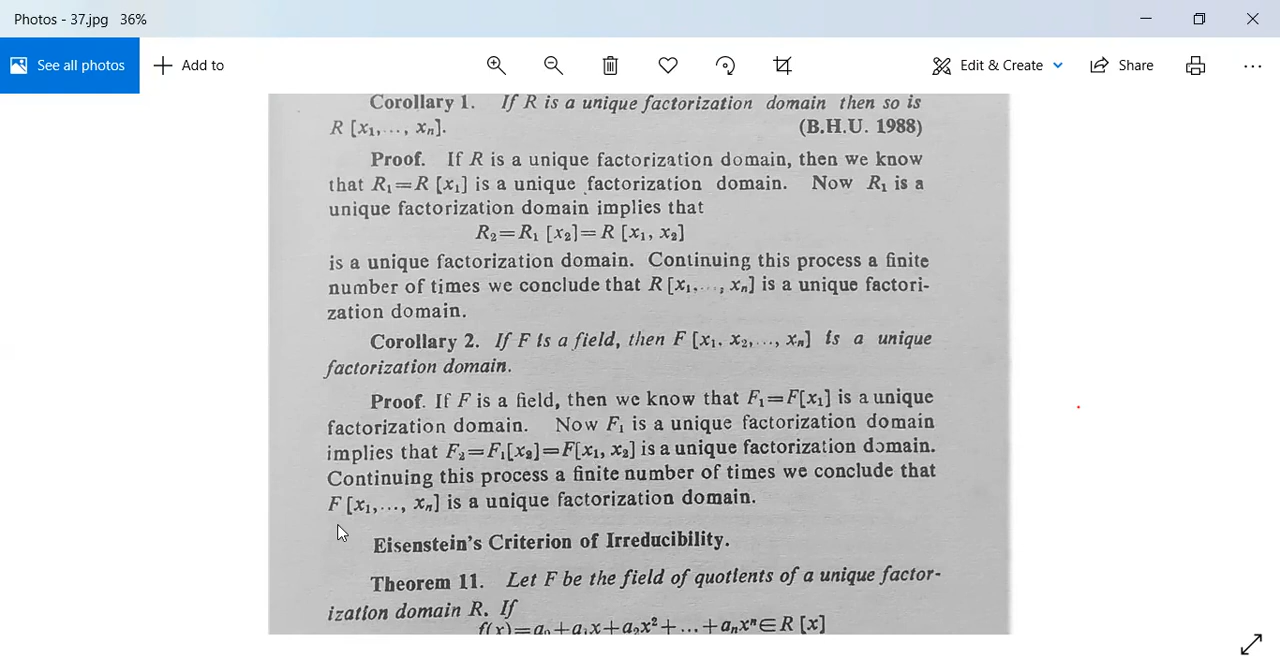 Photos - 37.jpg 36%
See all photos
Add to
Edit & Create
Share
Corollary 1. If R is a unique factorization domain then so is
R [x₁,..., xₙ]. (B.H.U. 1988)
Proof. If R is a unique factorization domain, then we know
that R₁=R [x₁] is a unique factorization domain. Now R₁ is a
unique factorization domain implies that
R₂=R₁ [x₂]=R [x₁, x₂]
is a unique factorization domain. Continuing this process a finite
number of times we conclude that R [x₁,..., xₙ] is a unique factori-
zation domain.
Corollary 2. If F is a field, then F [x₁, x₂,..., xₙ] is a unique
factorization domain.
Proof. If F is a field, then we know that F₁=F[x₁] is a unique
factorization domain. Now F₁ is a unique factorization domain
implies that F₂=F₁[x₂]=F[x₁, x₂] is a unique factorization domain.
Continuing this process a finite number of times we conclude that
F [x₁,..., xₙ] is a unique factorization domain.
Eisenstein's Criterion of Irreducibility.
Theorem 11. Let F be the field of quotients of a unique factor-
ization domain R. If
f(x)=a₀+a₁x+a₂x²+...+aₙxⁿ∈R [x]